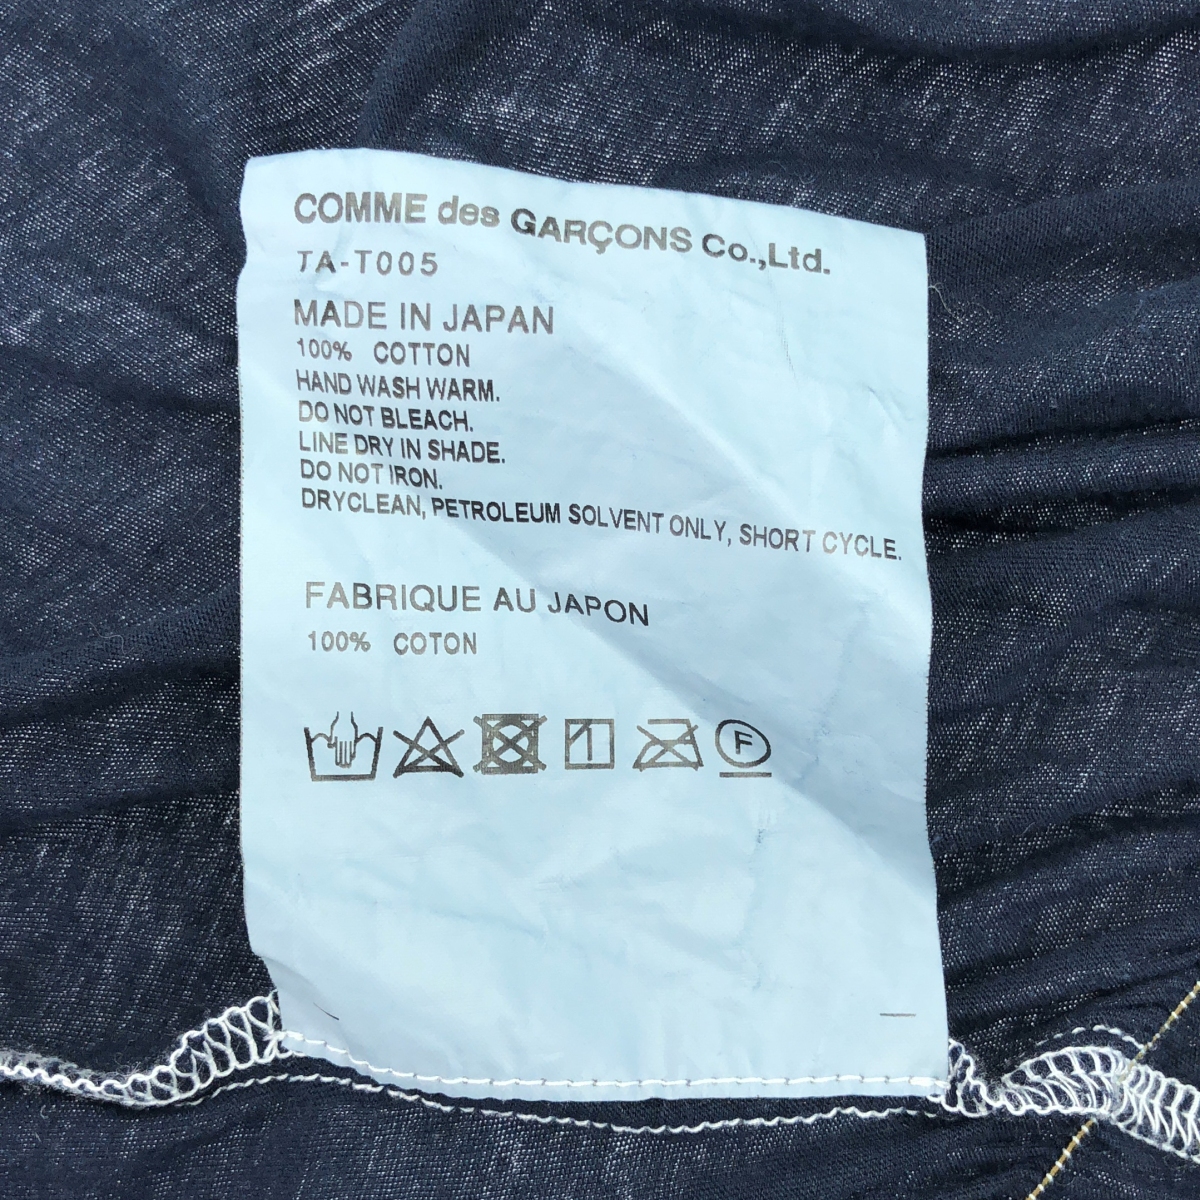 COMME des GARÇONS Co.,Ltd.
TA-T005
MADE IN JAPAN
100% COTTON
HAND WASH WARM.
DO NOT BLEACH.
LINE DRY IN SHADE.
DO NOT IRON.
DRYCLEAN, PETROLEUM SOLVENT ONLY, SHORT CYCLE.
FABRIQUE AU JAPON
100% COTON
F